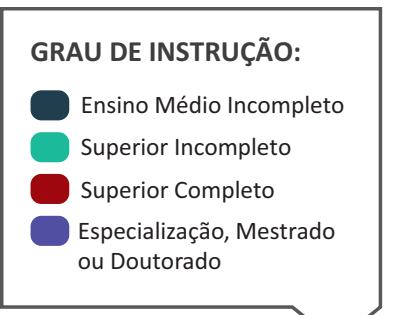 GRAU DE INSTRUÇÃO:
Ensino Médio Incompleto
Superior Incompleto
Superior Completo
Especialização, Mestrado
ou Doutorado